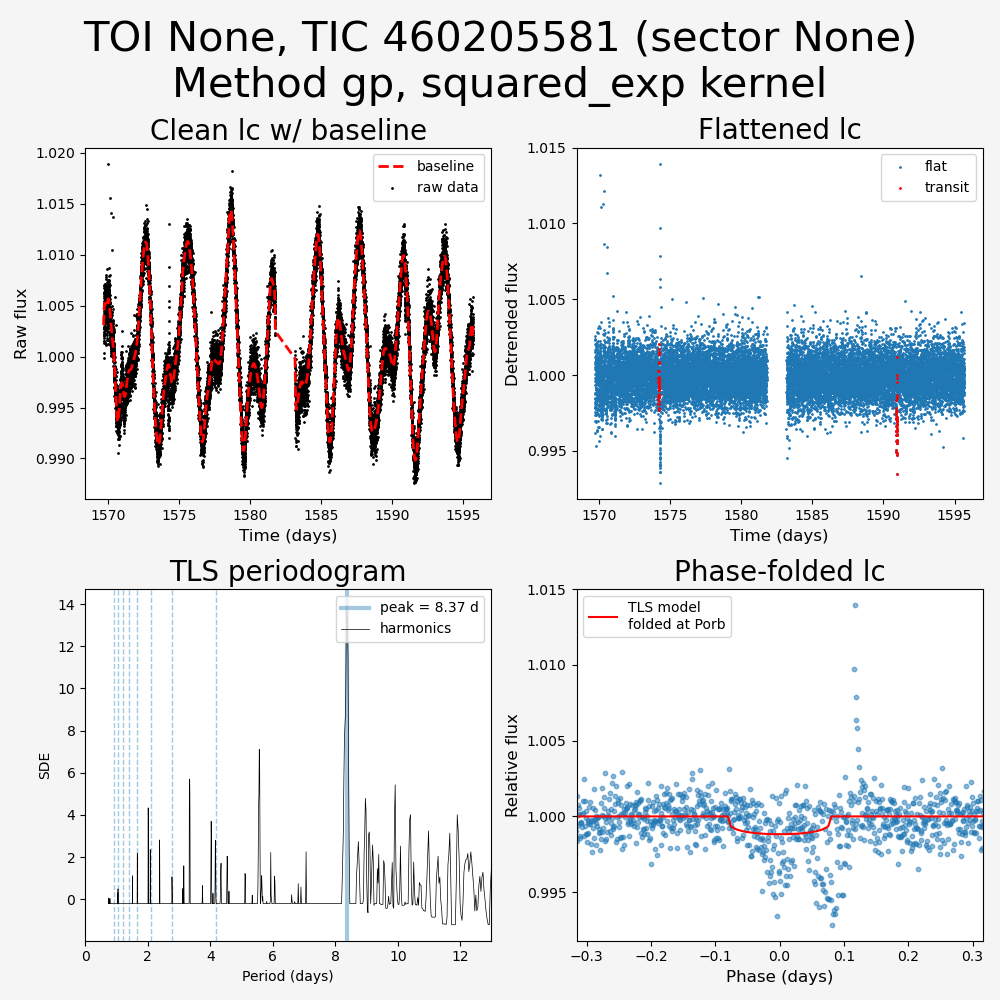 TOI None, TIC 460205581 (sector None)
Method gp, squared_exp kernel
Clean lc w/ baseline
Raw flux
1.020
1.015
1.010
1.005
1.000
0.995
0.990
baseline
raw data
1570
1575
1580
1585
1590
1595
Time (days)
Flattened lc
Detrended flux
1.015
1.010
1.005
1.000
0.995
flat
transit
1570
1575
1580
1585
1590
1595
Time (days)
TLS periodogram
SDE
14
12
10
8
6
4
2
0
peak = 8.37 d
harmonics
0
2
4
6
8
10
12
Period (days)
Phase-folded lc
Relative flux
1.015
1.010
1.005
1.000
0.995
TLS model
folded at Porb
−0.3
−0.2
−0.1
0.0
0.1
0.2
0.3
Phase (days)